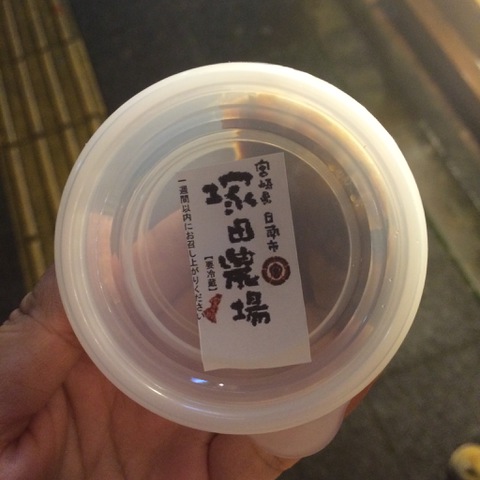 宮崎県 日南市
塚田農場
【要冷蔵】
一週間以内にお召し上がりください